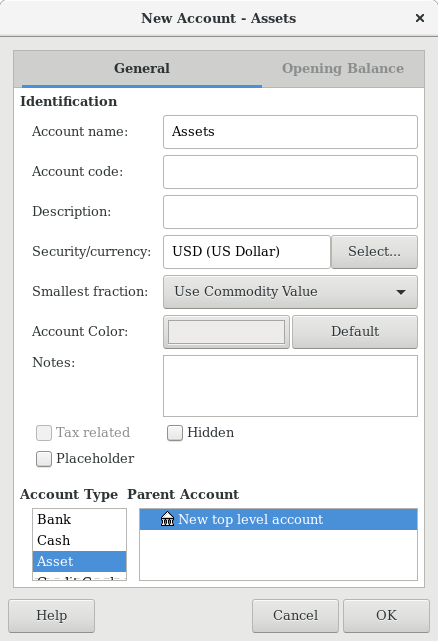 New Account - Assets
General Opening Balance
Identification
Account name: Assets
Account code:
Description:
Security/currency: USD (US Dollar) Select...
Smallest fraction: Use Commodity Value
Account Color: Default
Notes:
Tax related Hidden
Placeholder
Account Type Parent Account
Bank New top level account
Cash
Asset
Help Cancel OK